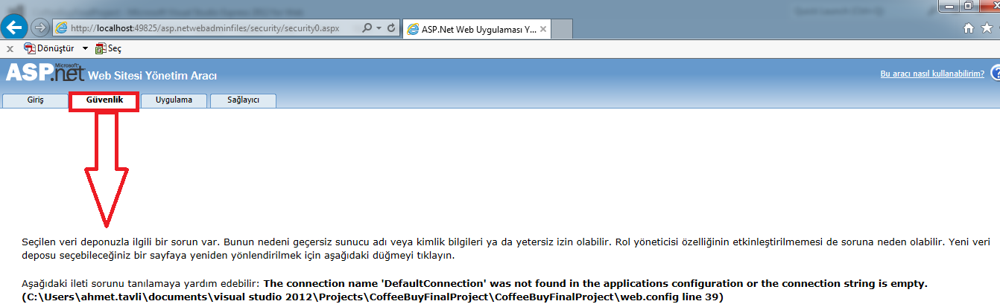 http://localhost:49825/asp.netwebadminfiles/security/security0.aspx
ASP.Net Web Uygulaması Y...
x Dönüştür Seç
Microsoft
ASP.net Web Sitesi Yönetim Aracı
Bu aracı nasıl kullanabilirim?
Giriş Güvenlik Uygulama Sağlayıcı
Seçilen veri deponuzla ilgili bir sorun var. Bunun nedeni geçersiz sunucu adı veya kimlik bilgileri ya da yetersiz izin olabilir. Rol yöneticisi özelliğinin etkinleştirilmemesi de soruna neden olabilir. Yeni veri
deposu seçebileceğiniz bir sayfaya yeniden yönlendirilmek için aşağıdaki düğmeyi tıklayın.
Aşağıdaki ileti sorunu tanılamaya yardım edebilir: The connection name 'DefaultConnection' was not found in the applications configuration or the connection string is empty.
(C:\Users\ahmet.tavli\documents\visual studio 2012\Projects\CoffeeBuyFinalProject\CoffeeBuyFinalProject\web.config line 39)